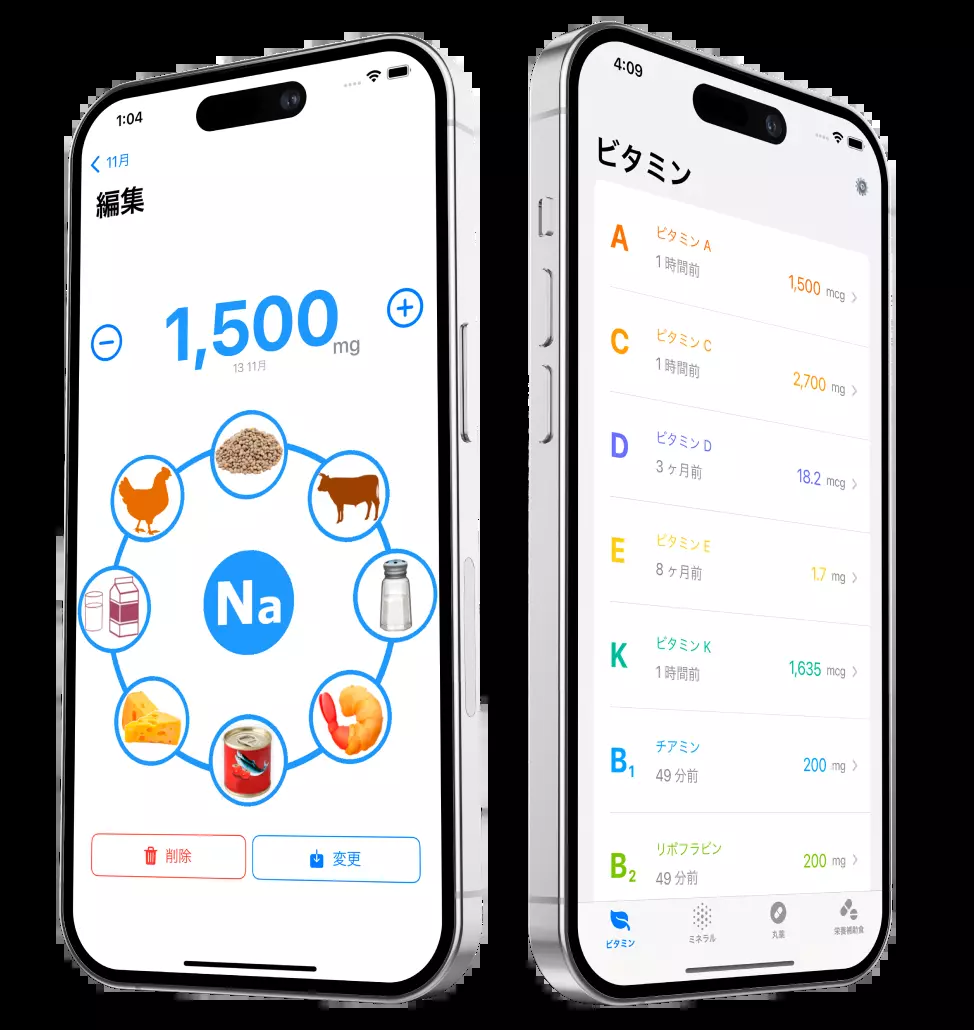 1:04
11月
編集
1,500 mg
13 11月
Na
削除
変更
4:09
ビタミン
A
ビタミン A
1 時間前
1,500 mcg
C
ビタミン C
1 時間前
2,700 mg
D
ビタミン D
3 ヶ月前
18.2 mcg
E
ビタミン E
8 ヶ月前
1.7 mg
K
ビタミン K
1 時間前
1,635 mcg
B1
チアミン
49 分前
200 mg
B2
リボフラビン
49 分前
200 mg
ビタミン
ミネラル
丸薬
栄養補助食